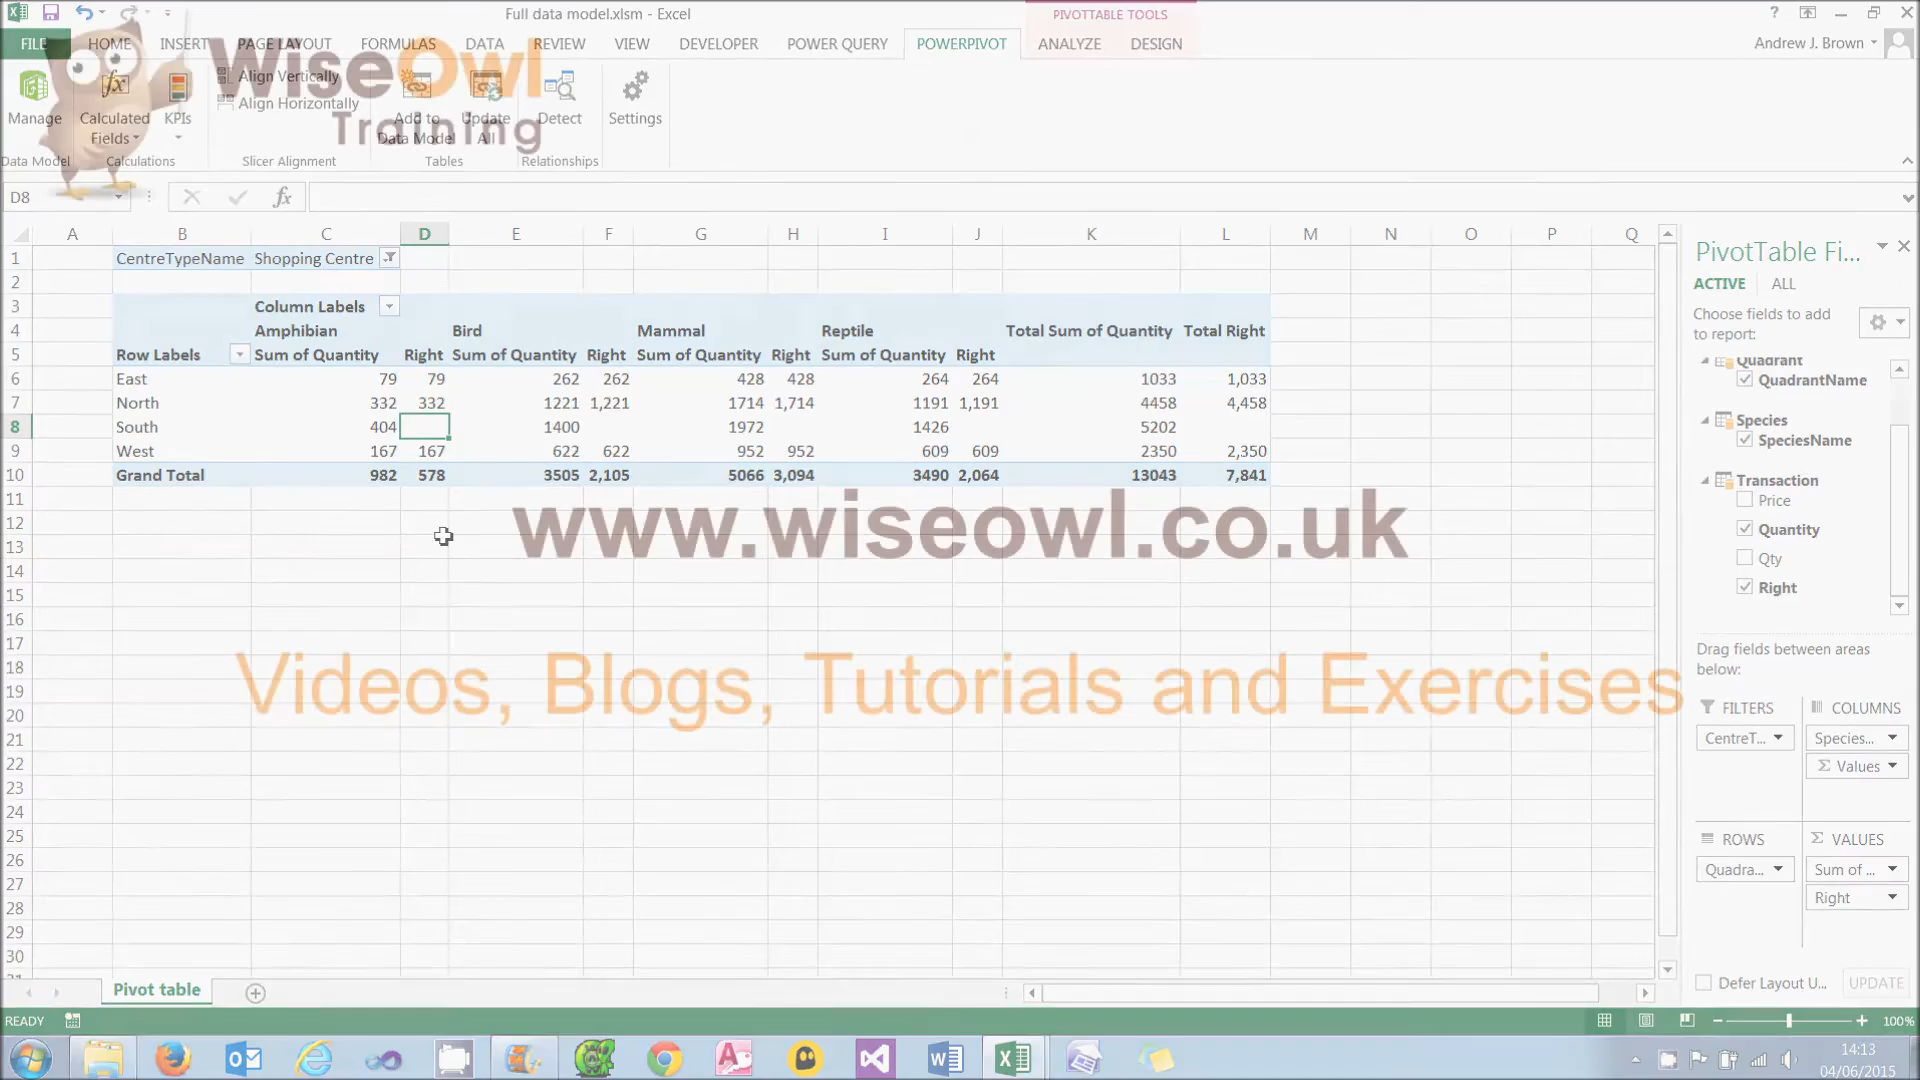 Full data model.xlsm - Excel
PIVOTTABLE TOOLS
FILE HOME INSERT PAGE LAYOUT FORMULAS DATA REVIEW VIEW DEVELOPER POWER QUERY POWERPIVOT ANALYZE DESIGN
Andrew J. Brown
WiseOwl
Training
Manage
Calculated Fields
KPIs
Align Vertically
Align Horizontally
Add to Data Model
Update All
Detect
Settings
Data Model Calculations Slicer Alignment Tables Relationships
D8
A B C D E F G H I J K L M N O P Q
1 CentreTypeName Shopping Centre
2
3 Column Labels
4 Amphibian Bird Mammal Reptile Total Sum of Quantity Total Right
5 Row Labels Sum of Quantity Right Sum of Quantity Right Sum of Quantity Right Sum of Quantity Right
6 East 79 79 262 262 428 428 264 264 1033 1,033
7 North 332 332 1221 1,221 1714 1,714 1191 1,191 4458 4,458
8 South 404 1400 1972 1426 5202
9 West 167 167 622 622 952 952 609 609 2350 2,350
10 Grand Total 982 578 3505 2,105 5066 3,094 3490 2,064 13043 7,841
11
12
13
14
15
16
17
18
19
20
21
22
23
24
25
26
27
28
29
30
www.wiseowl.co.uk
Videos, Blogs, Tutorials and Exercises
PivotTable Fi...
ACTIVE ALL
Choose fields to add to report:
Quadrant
QuadrantName
Species
SpeciesName
Transaction
Price
Quantity
Qty
Right
Drag fields between areas below:
FILTERS COLUMNS
CentreT... Species...
Σ Values
ROWS Σ VALUES
Quadra... Sum of ...
Right
Defer Layout U... UPDATE
Pivot table
READY
100%
14:13
04/06/2015